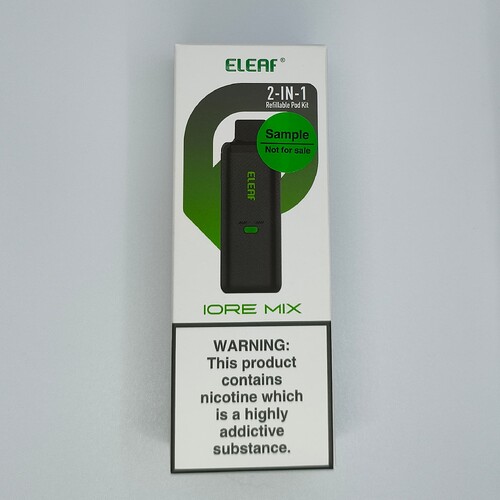 ELEAF®
2-IN-1
Refillable Pod Kit
Sample
Not for sale
ELEAF
IORE MIX
WARNING:
This product
contains
nicotine which
is a highly
addictive
substance.